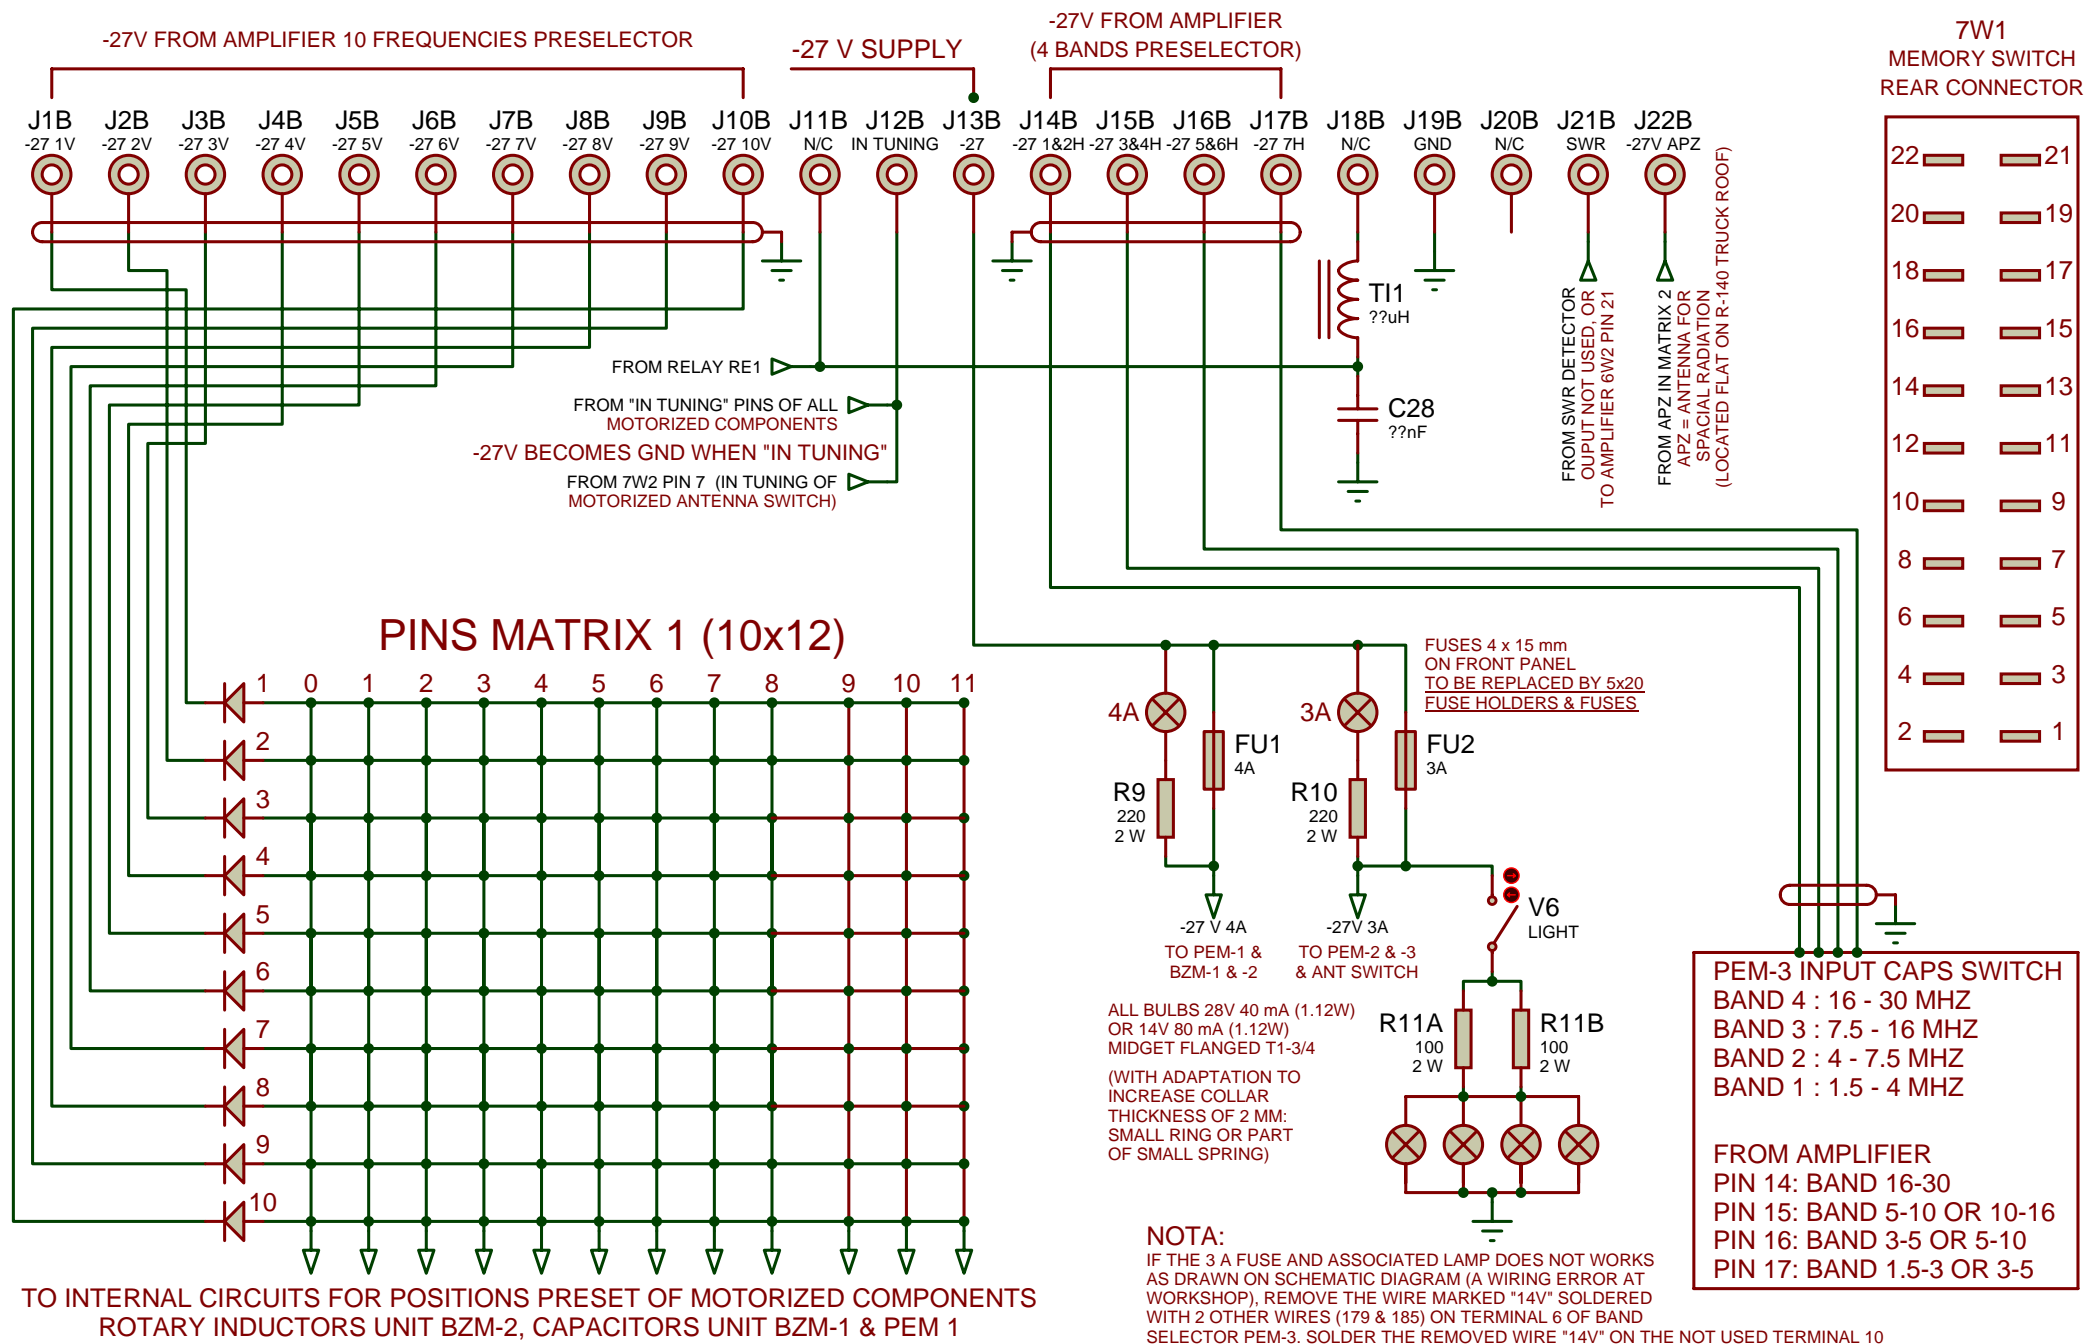 -27V FROM AMPLIFIER 10 FREQUENCIES PRESELECTOR
-27 V SUPPLY
-27V FROM AMPLIFIER
(4 BANDS PRESELECTOR)
7W1
MEMORY SWITCH
REAR CONNECTOR
J1B J2B J3B J4B J5B J6B J7B J8B J9B J10B J11B J12B J13B J14B J15B J16B J17B J18B J19B J20B J21B J22B
-27 1V -27 2V -27 3V -27 4V -27 5V -27 6V -27 7V -27 8V -27 9V -27 10V N/C IN TUNING -27 -27 1&2H -27 3&4H -27 5&6H -27 7H N/C GND N/C SWR -27V APZ
22 21
20 19
18 17
16 15
14 13
12 11
10 9
8 7
6 5
4 3
2 1
TI1
??uH
FROM RELAY RE1
FROM "IN TUNING" PINS OF ALL
MOTORIZED COMPONENTS
-27V BECOMES GND WHEN "IN TUNING"
FROM 7W2 PIN 7 (IN TUNING OF
MOTORIZED ANTENNA SWITCH)
C28
??nF
FROM SWR DETECTOR
OUPUT NOT USED, OR
TO AMPLIFIER 6W2 PIN 21
FROM APZ IN MATRIX 2
APZ = ANTENNA FOR
SPACIAL RADIATION
(LOCATED FLAT ON R-140 TRUCK ROOF)
PINS MATRIX 1 (10x12)
0 1 2 3 4 5 6 7 8 9 10 11
1
2
3
4
5
6
7
8
9
10
TO INTERNAL CIRCUITS FOR POSITIONS PRESET OF MOTORIZED COMPONENTS
ROTARY INDUCTORS UNIT BZM-2, CAPACITORS UNIT BZM-1 & PEM 1
FUSES 4 x 15 mm
ON FRONT PANEL
TO BE REPLACED BY 5x20
FUSE HOLDERS & FUSES
4A
FU1
4A
3A
FU2
3A
R9
220
2 W
R10
220
2 W
-27 V 4A
TO PEM-1 &
BZM-1 & -2
-27V 3A
TO PEM-2 & -3
& ANT SWITCH
V6
LIGHT
ALL BULBS 28V 40 mA (1.12W)
OR 14V 80 mA (1.12W)
MIDGET FLANGED T1-3/4
(WITH ADAPTATION TO
INCREASE COLLAR
THICKNESS OF 2 MM:
SMALL RING OR PART
OF SMALL SPRING)
R11A
100
2 W
R11B
100
2 W
PEM-3 INPUT CAPS SWITCH
BAND 4 : 16 - 30 MHZ
BAND 3 : 7.5 - 16 MHZ
BAND 2 : 4 - 7.5 MHZ
BAND 1 : 1.5 - 4 MHZ
FROM AMPLIFIER
PIN 14: BAND 16-30
PIN 15: BAND 5-10 OR 10-16
PIN 16: BAND 3-5 OR 5-10
PIN 17: BAND 1.5-3 OR 3-5
NOTA:
IF THE 3 A FUSE AND ASSOCIATED LAMP DOES NOT WORKS
AS DRAWN ON SCHEMATIC DIAGRAM (A WIRING ERROR AT
WORKSHOP), REMOVE THE WIRE MARKED "14V" SOLDERED
WITH 2 OTHER WIRES (179 & 185) ON TERMINAL 6 OF BAND
SELECTOR PEM-3. SOLDER THE REMOVED WIRE "14V" ON THE NOT USED TERMINAL 10